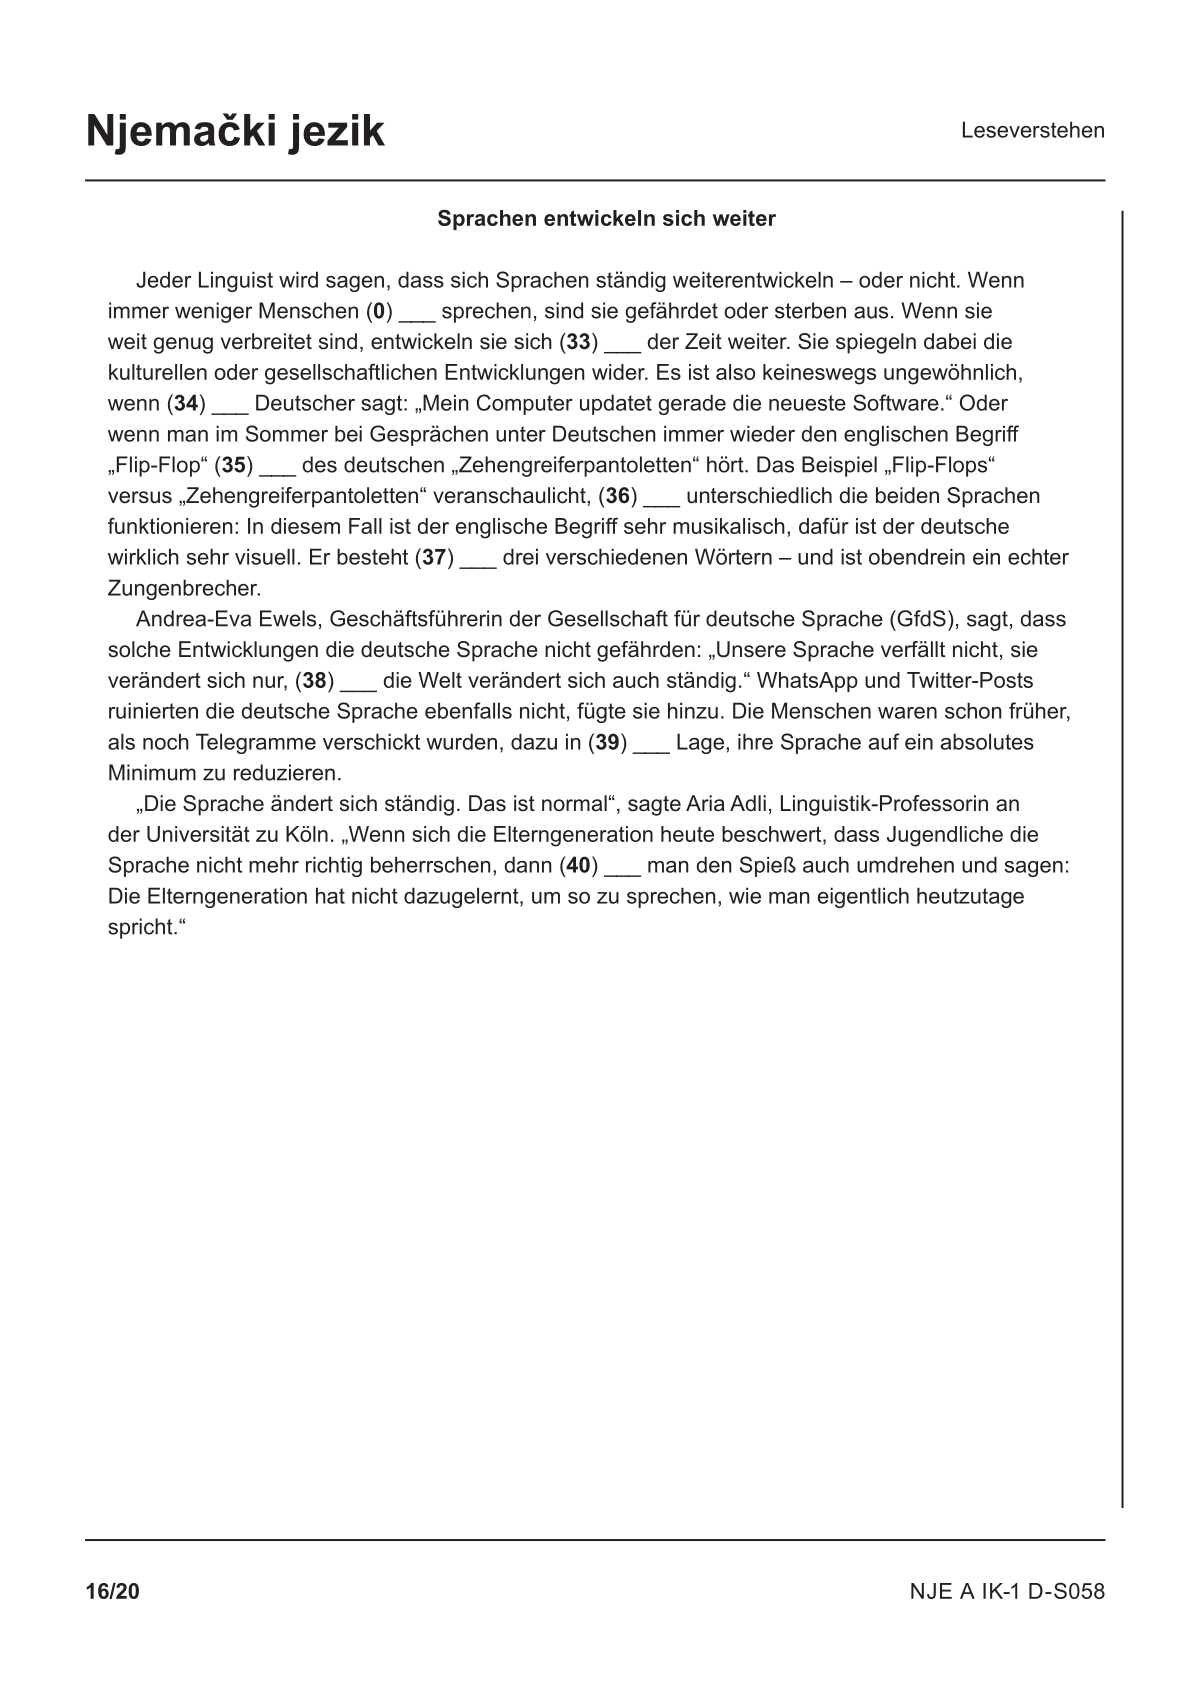 Njemački jezik
Leseverstehen
Sprachen entwickeln sich weiter
Jeder Linguist wird sagen, dass sich Sprachen ständig weiterentwickeln – oder nicht. Wenn
immer weniger Menschen (0) ___ sprechen, sind sie gefährdet oder sterben aus. Wenn sie
weit genug verbreitet sind, entwickeln sie sich (33) ___ der Zeit weiter. Sie spiegeln dabei die
kulturellen oder gesellschaftlichen Entwicklungen wider. Es ist also keineswegs ungewöhnlich,
wenn (34) ___ Deutscher sagt: „Mein Computer updatet gerade die neueste Software.“ Oder
wenn man im Sommer bei Gesprächen unter Deutschen immer wieder den englischen Begriff
„Flip-Flop“ (35) ___ des deutschen „Zehengreiferpantoletten“ hört. Das Beispiel „Flip-Flops“
versus „Zehengreiferpantoletten“ veranschaulicht, (36) ___ unterschiedlich die beiden Sprachen
funktionieren: In diesem Fall ist der englische Begriff sehr musikalisch, dafür ist der deutsche
wirklich sehr visuell. Er besteht (37) ___ drei verschiedenen Wörtern – und ist obendrein ein echter
Zungenbrecher.
Andrea-Eva Ewels, Geschäftsführerin der Gesellschaft für deutsche Sprache (GfdS), sagt, dass
solche Entwicklungen die deutsche Sprache nicht gefährden: „Unsere Sprache verfällt nicht, sie
verändert sich nur, (38) ___ die Welt verändert sich auch ständig.“ WhatsApp und Twitter-Posts
ruinierten die deutsche Sprache ebenfalls nicht, fügte sie hinzu. Die Menschen waren schon früher,
als noch Telegramme verschickt wurden, dazu in (39) ___ Lage, ihre Sprache auf ein absolutes
Minimum zu reduzieren.
„Die Sprache ändert sich ständig. Das ist normal“, sagte Aria Adli, Linguistik-Professorin an
der Universität zu Köln. „Wenn sich die Elterngeneration heute beschwert, dass Jugendliche die
Sprache nicht mehr richtig beherrschen, dann (40) ___ man den Spieß auch umdrehen und sagen:
Die Elterngeneration hat nicht dazugelernt, um so zu sprechen, wie man eigentlich heutzutage
spricht.“
16/20
NJE A IK-1 D-S058